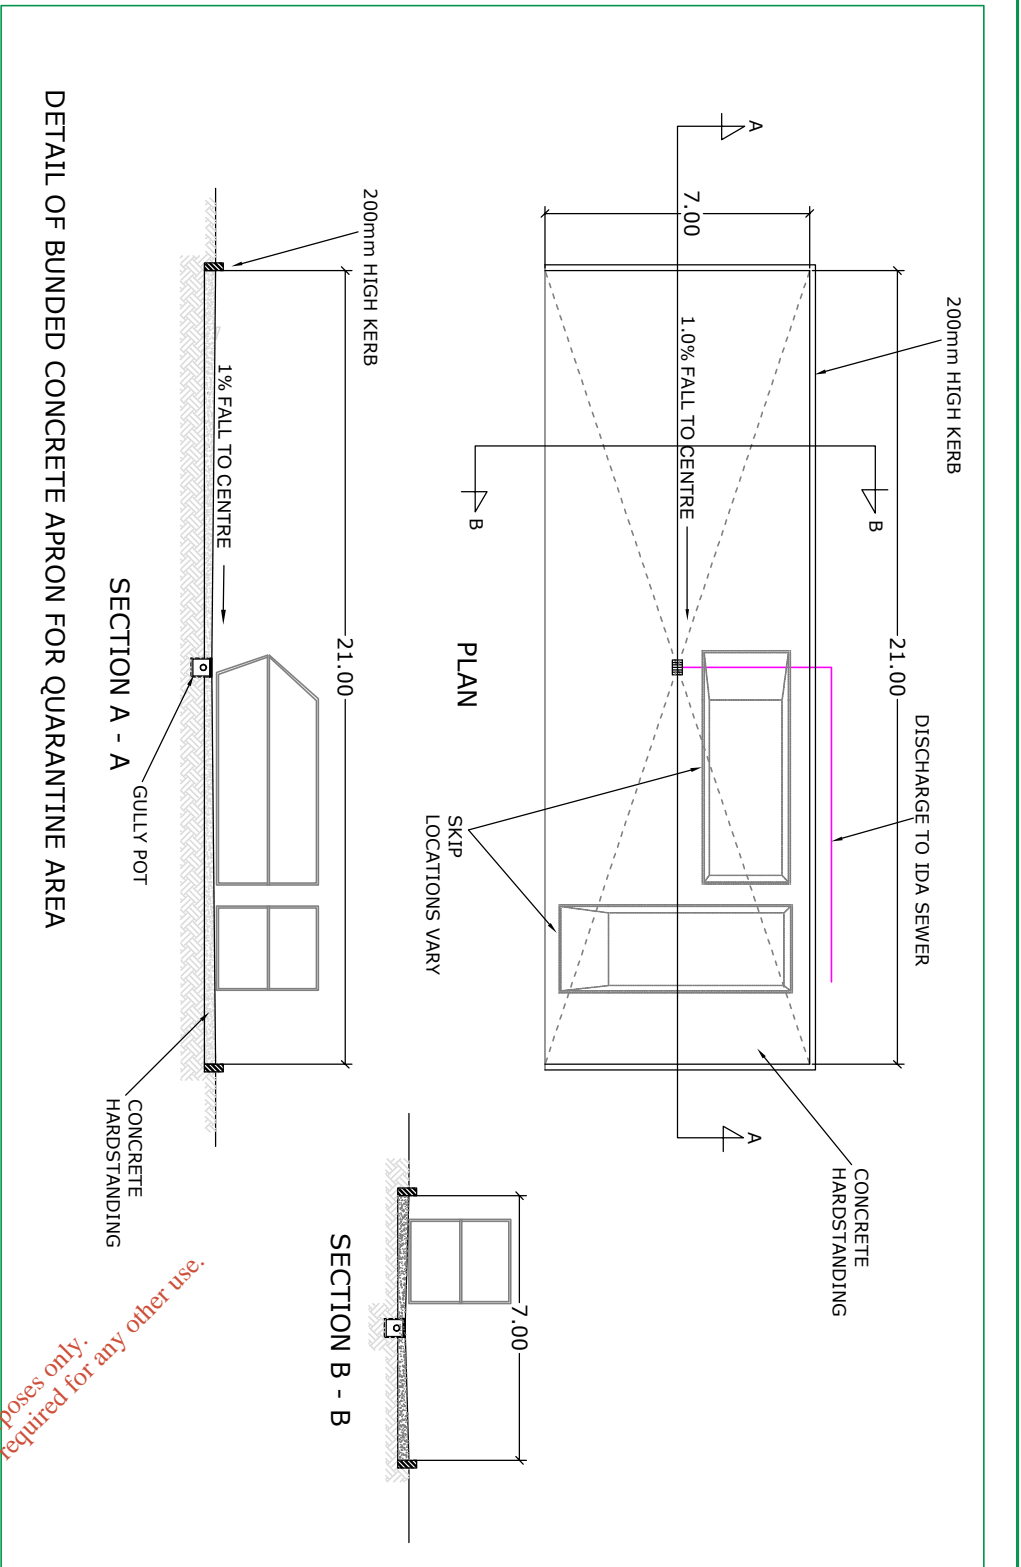 200mm HIGH KERB
21.00
DISCHARGE TO IDA SEWER
CONCRETE
HARDSTANDING
A
A
7.00
1.0% FALL TO CENTRE
B
B
SKIP
LOCATIONS VARY
PLAN
200mm HIGH KERB
21.00
1% FALL TO CENTRE
GULLY POT
CONCRETE
HARDSTANDING
SECTION A - A
7.00
SECTION B - B
DETAIL OF BUNDED CONCRETE APRON FOR QUARANTINE AREA
poses only.
required for any other use.